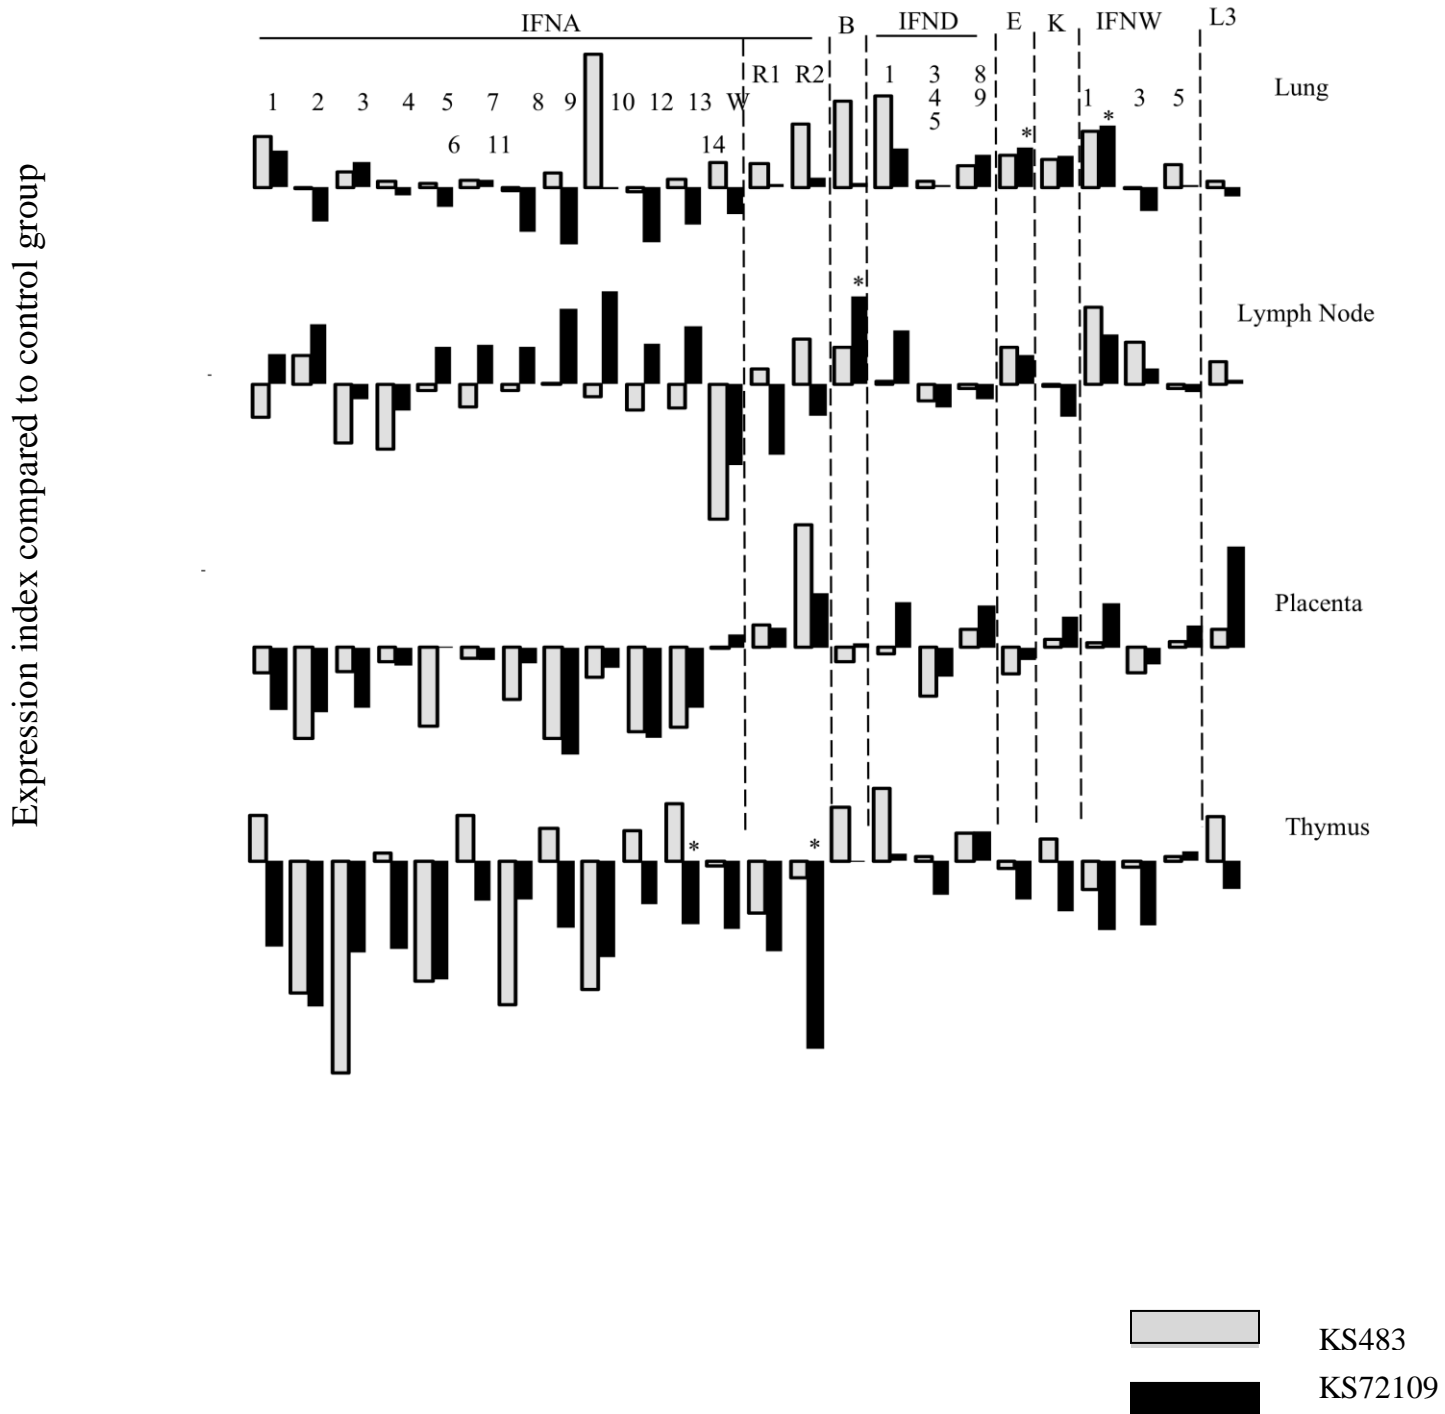 IFNA B IFND E K IFNW L3
R1 R2 1 3 8
1 2 3 4 5 7 8 9 10 12 13 W 4 9 1 3 5 Lung
5
6 11 14
* *
*
Lymph Node
Placenta
Thymus
* *
Expression index compared to control group
KS483
KS72109